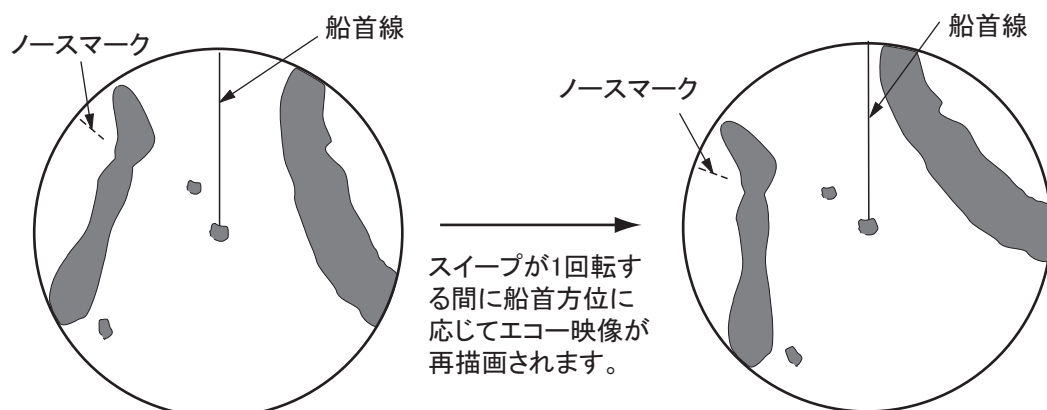 船首線
ノースマーク
船首線
ノースマーク
スイープが1回転す
る間に船首方位に
応じてエコー映像が
再描画されます。